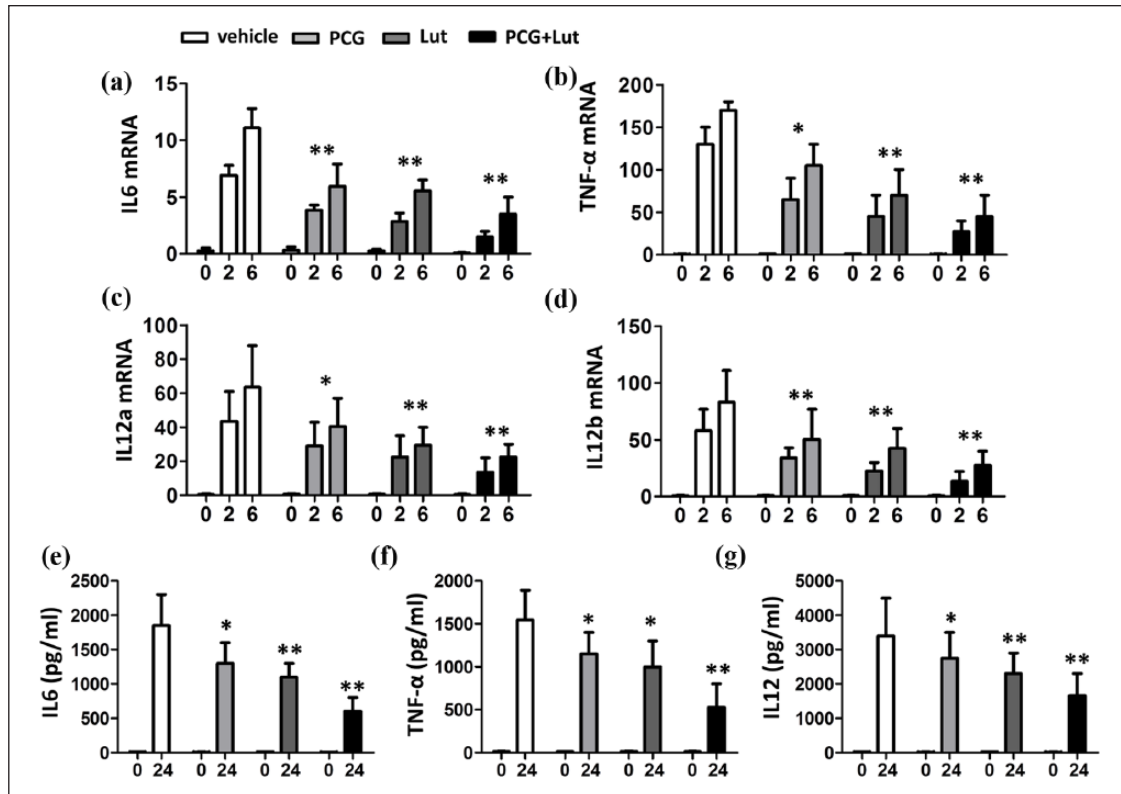 vehicle PCG Lut PCG+Lut
(a)
IL6 mRNA
15
10
5
0
** ** **
0 2 6 0 2 6 0 2 6 0 2 6
(b)
TNF-α mRNA
200
150
100
50
0
* ** **
0 2 6 0 2 6 0 2 6 0 2 6
(c)
IL12a mRNA
100
80
60
40
20
0
* ** **
0 2 6 0 2 6 0 2 6 0 2 6
(d)
IL12b mRNA
150
100
50
0
** ** **
0 2 6 0 2 6 0 2 6 0 2 6
(e)
IL6 (pg/ml)
2500
2000
1500
1000
500
0
* ** **
0 24 0 24 0 24 0 24
(f)
TNF-α (pg/ml)
2000
1500
1000
500
0
* * **
0 24 0 24 0 24 0 24
(g)
IL12 (pg/ml)
5000
4000
3000
2000
1000
0
* ** **
0 24 0 24 0 24 0 24